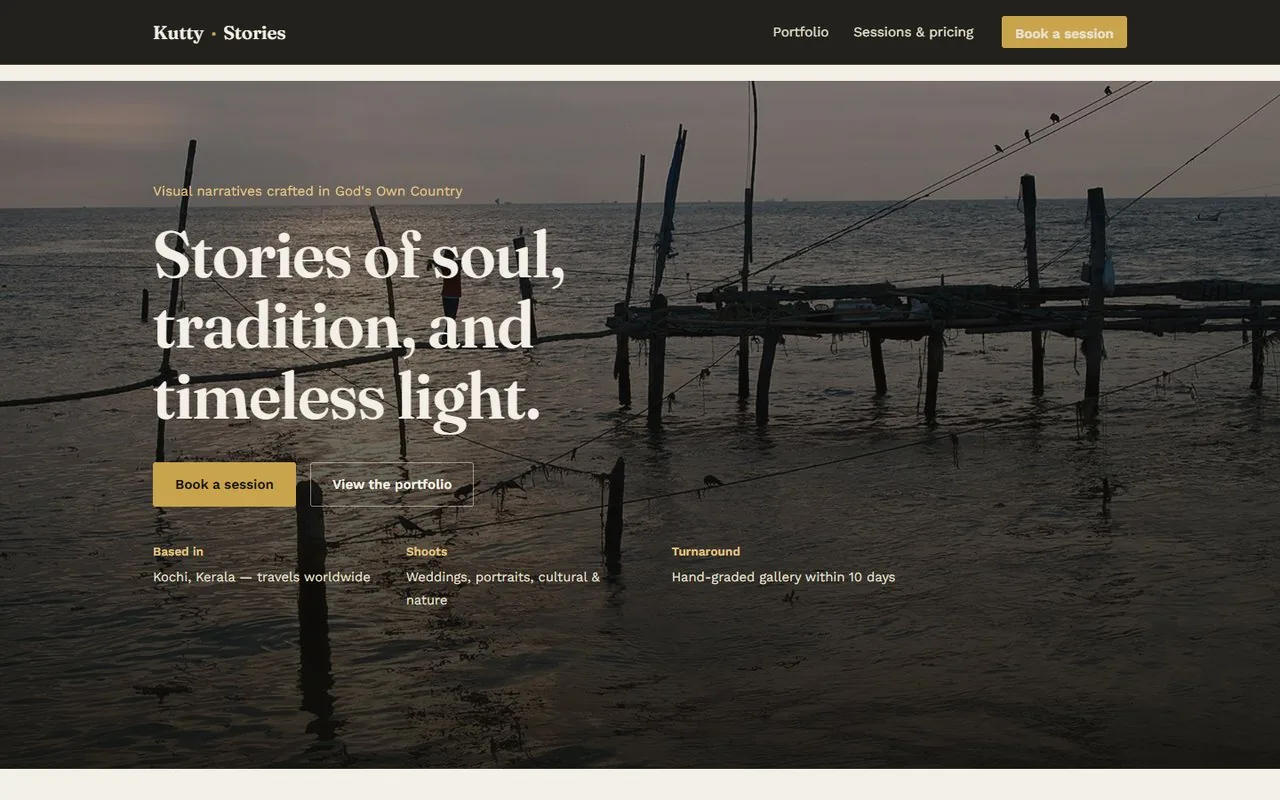 Kutty · Stories
Portfolio
Sessions & pricing
Book a session
Visual narratives crafted in God's Own Country
Stories of soul,
tradition, and
timeless light.
Book a session
View the portfolio
Based in
Kochi, Kerala — travels worldwide
Shoots
Weddings, portraits, cultural &
nature
Turnaround
Hand-graded gallery within 10 days